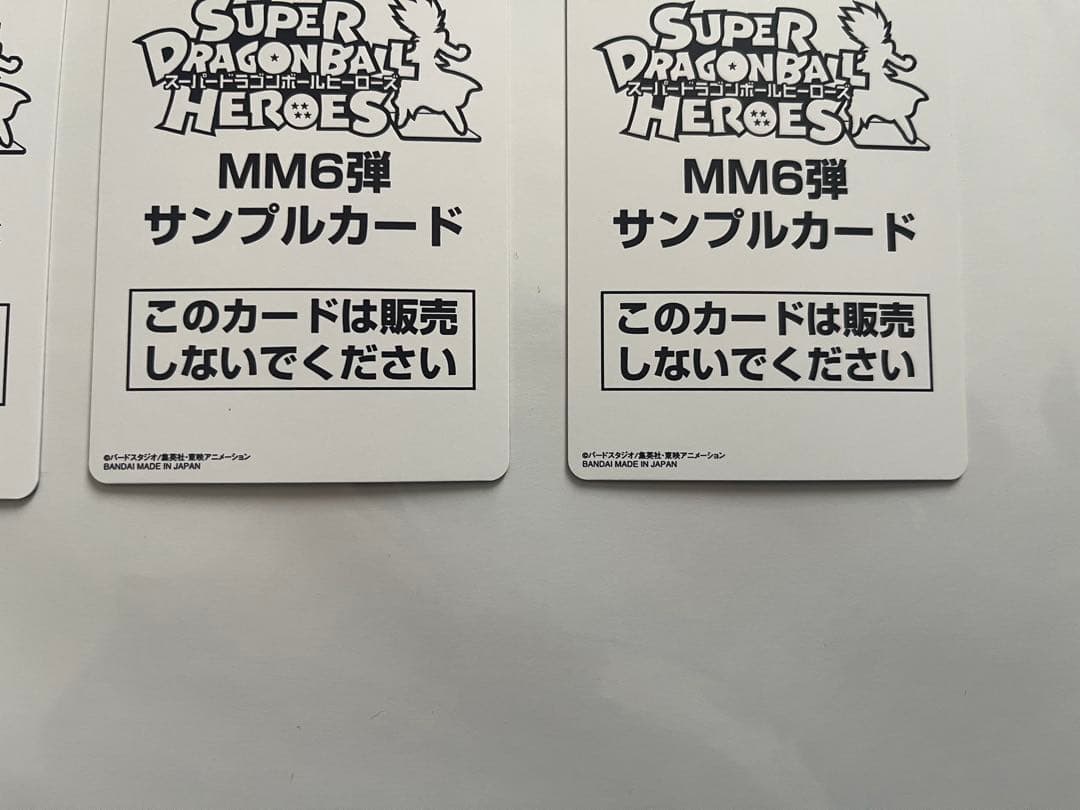 SUPER
DRAGONBALL
スーパードラゴンボールヒーローズ
HEROES
MM6弾
サンプルカード
このカードは販売
しないでください
©バードスタジオ/集英社・東映アニメーション
BANDAI MADE IN JAPAN
SUPER
DRAGONBALL
スーパードラゴンボールヒーローズ
HEROES
MM6弾
サンプルカード
このカードは販売
しないでください
©バードスタジオ/集英社・東映アニメーション
BANDAI MADE IN JAPAN